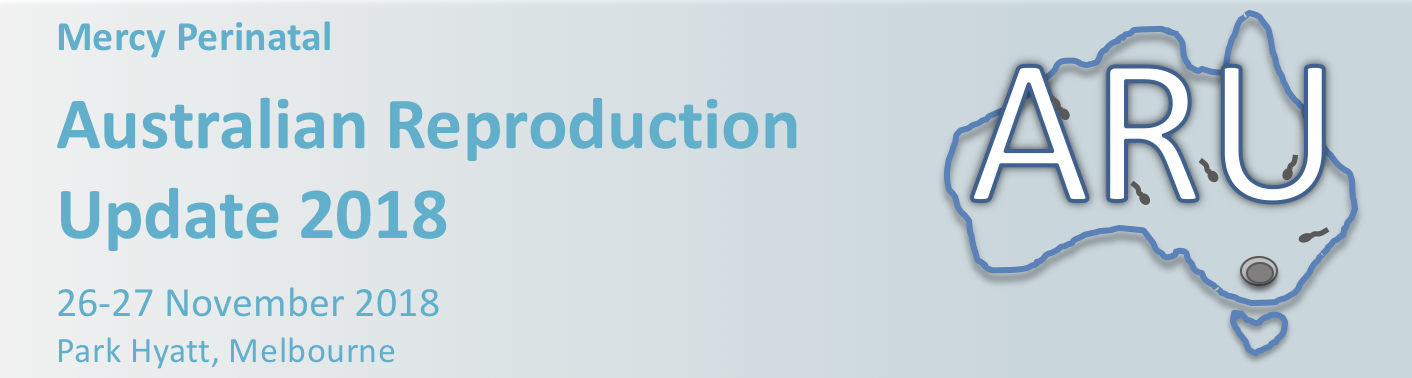 Mercy Perinatal
Australian Reproduction
Update 2018
26-27 November 2018
Park Hyatt, Melbourne
ARU